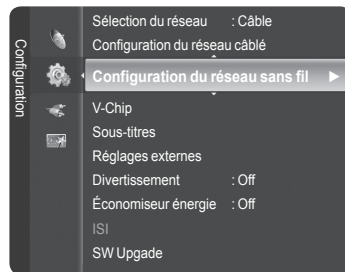 Configuration
Sélection du réseau : Câble
Configuration du réseau câblé
Configuration du réseau sans fil
V-Chip
Sous-titres
Réglages externes
Divertissement : Off
Économiseur énergie : Off
ISI
SW Upgade